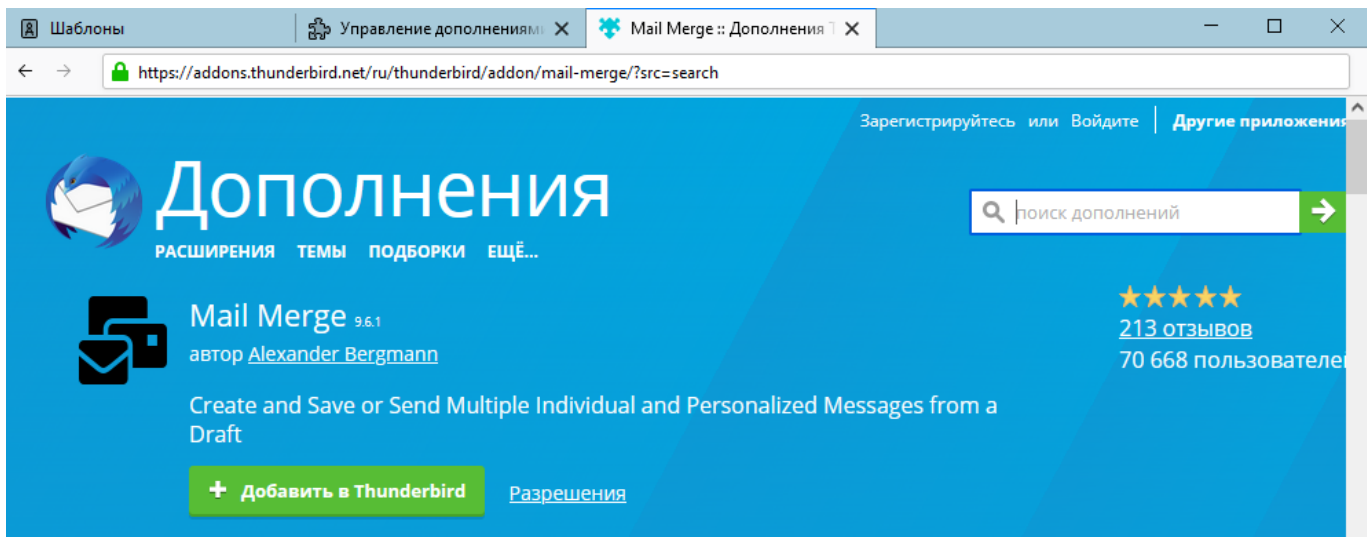 Шаблоны
Управление дополнениями
Mail Merge :: Дополнения T
https://addons.thunderbird.net/ru/thunderbird/addon/mail-merge/?src=search
Зарегистрируйтесь или Войдите Другие приложения
Дополнения
поиск дополнений
РАСШИРЕНИЯ ТЕМЫ ПОДБОРКИ ЕЩЁ...
Mail Merge 9.6.1
автор Alexander Bergmann
213 отзывов
70 668 пользователей
Create and Save or Send Multiple Individual and Personalized Messages from a
Draft
+ Добавить в Thunderbird Разрешения